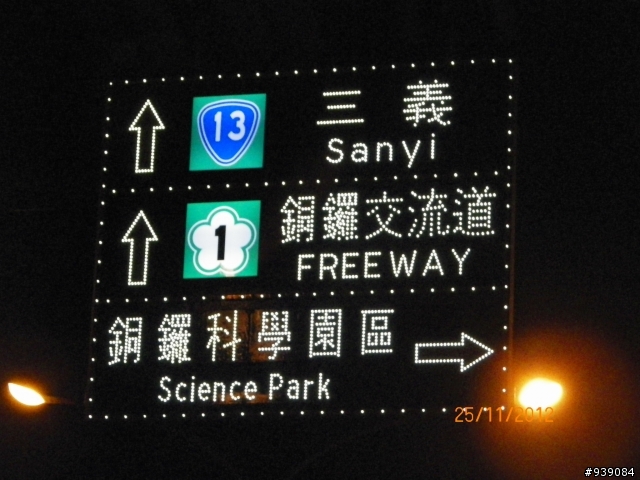 13 三義
Sanyi
1 銅鑼交流道
FREEWAY
銅鑼科學園區
Science Park
25/11/2012
#939084